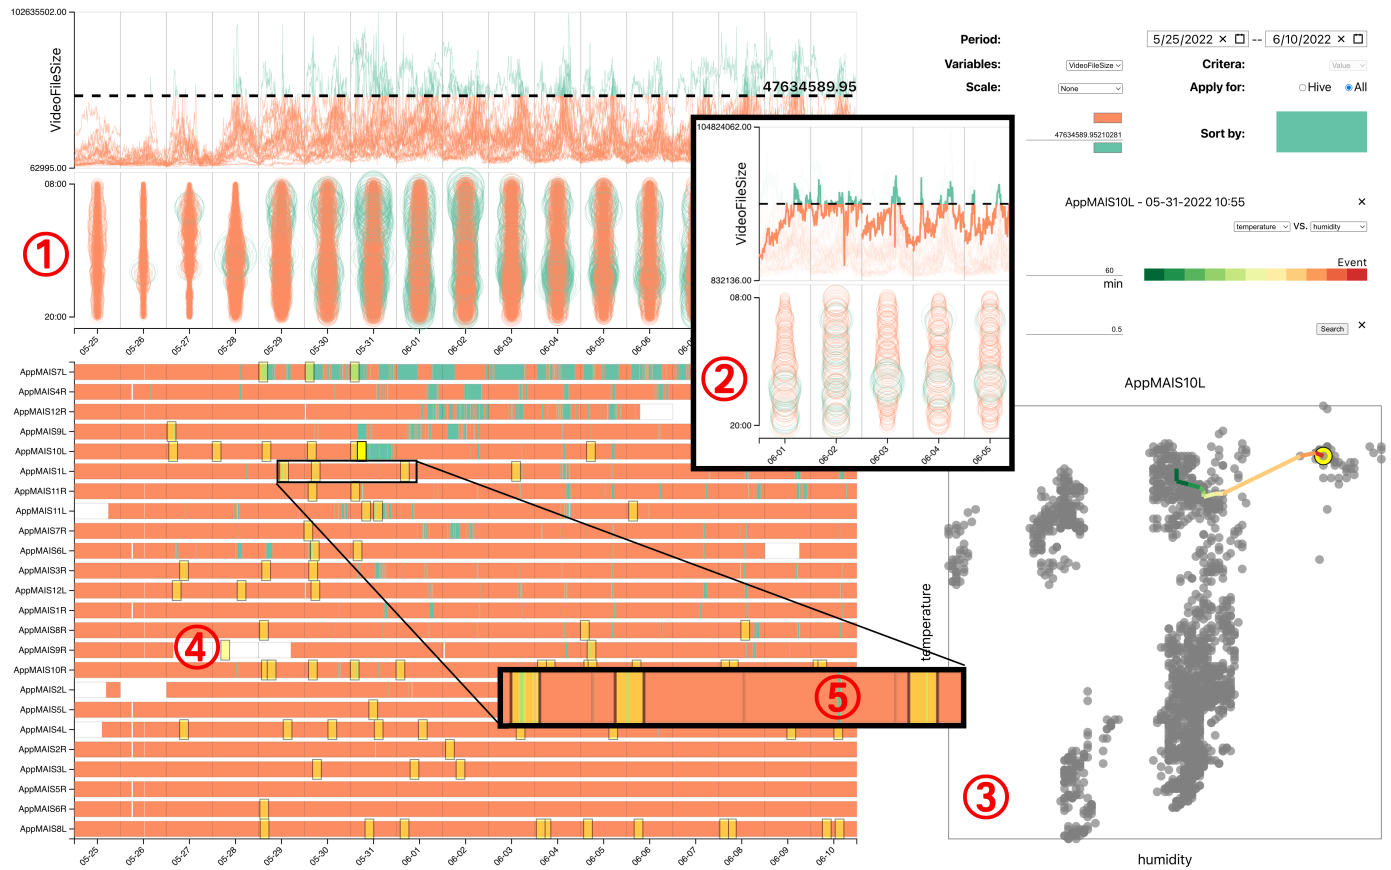 102635502.00
VideoFileSize
47634589.95
62995.00
08:00
20:00
①
05-25
05-26
05-27
05-28
05-29
05-30
05-31
06-01
06-02
06-03
06-04
06-05
06-06
104824062.00
VideoFileSize
832136.00
08:00
20:00
②
06-01
06-02
06-03
06-04
06-05
Period:
5/25/2022 × -- 6/10/2022 ×
Variables:
VideoFileSize
Critera:
Value
Scale:
None
Apply for:
Hive
All
47634589.95210281
Sort by:
AppMAIS10L - 05-31-2022 10:55 ×
temperature vs. humidity
60
min
Event
0.5
Search ×
AppMAIS10L
temperature
humidity
③
AppMAIS7L
AppMAIS4R
AppMAIS12R
AppMAIS9L
AppMAIS10L
AppMAIS1L
AppMAIS11R
AppMAIS11L
AppMAIS7R
AppMAIS6L
AppMAIS3R
AppMAIS12L
AppMAIS1R
AppMAIS8R
AppMAIS9R
AppMAIS10R
AppMAIS2L
AppMAIS5L
AppMAIS4L
AppMAIS2R
AppMAIS3L
AppMAIS5R
AppMAIS6R
AppMAIS8L
④
⑤
05-25
05-26
05-27
05-28
05-29
05-30
05-31
06-01
06-02
06-03
06-04
06-05
06-06
06-07
06-08
06-09
06-10